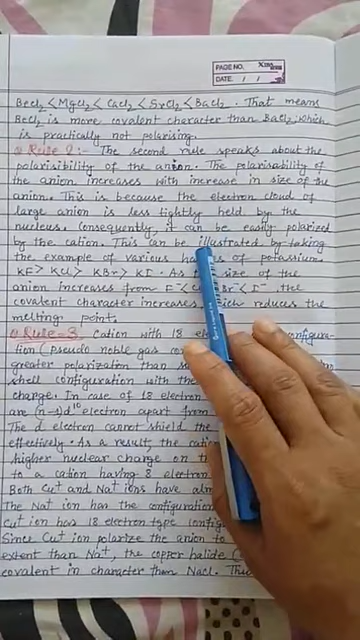 PAGE NO.
DATE. / /
BeCl₂ < MgCl₂ < CaCl₂ < SrCl₂ < BaCl₂. That means
BeCl₂ is more covalent character than BaCl₂, which
is practically not polarising.
Rule 2:- The second rule speaks about the
polarisibility of the anion. The polarisability of
the anion increases with increase in size of the
anion. This is because the electron cloud of
large anion is less tightly held by the
nucleus. Consequently it can be easily polarized
by the cation. This can be illustrated by taking
the example of various ha s of potassium.
KF > KCl > KBr > KI. As size of the
anion increases from F⁻ < Br⁻ < I⁻, the
covalent character increases. which reduces the
melting point.
Rule-3 Cation with 18 configura-
tion (pseudo noble gas
greater polarization than
shell configuration with the
charge. In case of 18 electron
are (n-1)d¹⁰ electron apart from
The d electron cannot shield the
effectively. As a result, the cation
higher nuclear charge on
to a cation having 8 electron
Both Cu⁺ and Na⁺ ions have
The Na⁺ ion has the configuration
Cu⁺ ion has 18 electron type
Since Cu⁺ ion polarize the anion to
extent than Na⁺, the copper halide
covalent in character than NaCl.